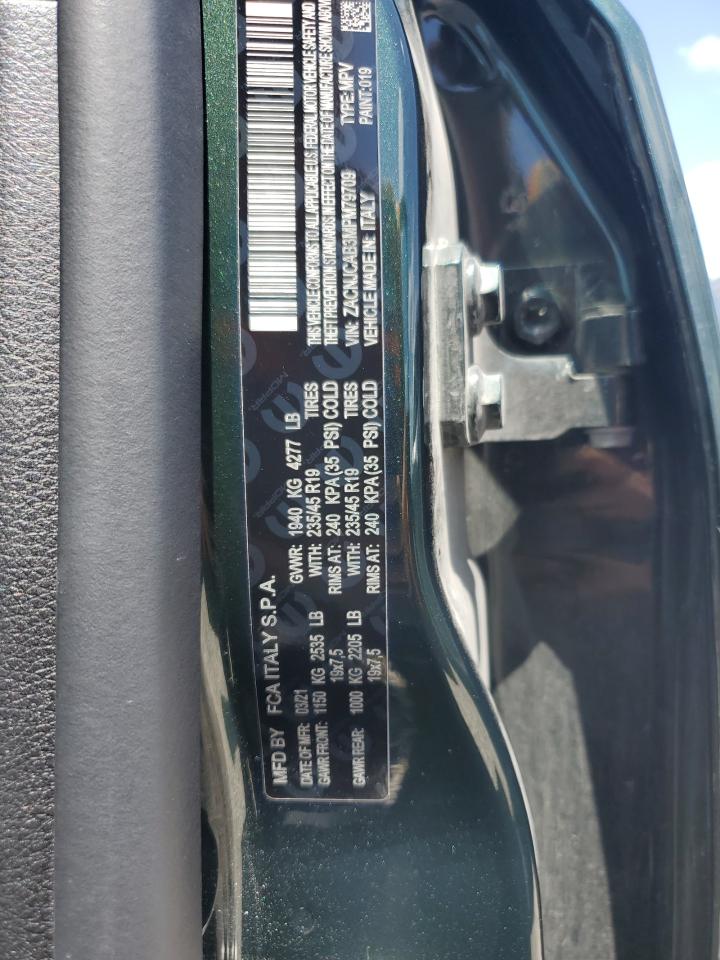 MFD BY FCA ITALY S.P.A.
DATE OF MFR: 03/21 GVWR: 1940 KG 4277 LB
GAWR FRONT: 1150 KG 2535 LB WITH: 235/45 R19 TIRES
19x7,5 RIMS AT: 240 KPA(35 PSI) COLD
GAWR REAR: 1000 KG 2205 LB WITH: 235/45 R19 TIRES
19x7,5 RIMS AT: 240 KPA(35 PSI) COLD
THIS VEHICLE CONFORMS TO ALL APPLICABLE U.S. FEDERAL MOTOR VEHICLE SAFETY AND
THEFT PREVENTION STANDARDS IN EFFECT ON THE DATE OF MANUFACTURE SHOWN ABOVE
VIN: ZACNJCAB3MPM79709 TYPE: MPV
VEHICLE MADE IN: ITALY PAINT: 019